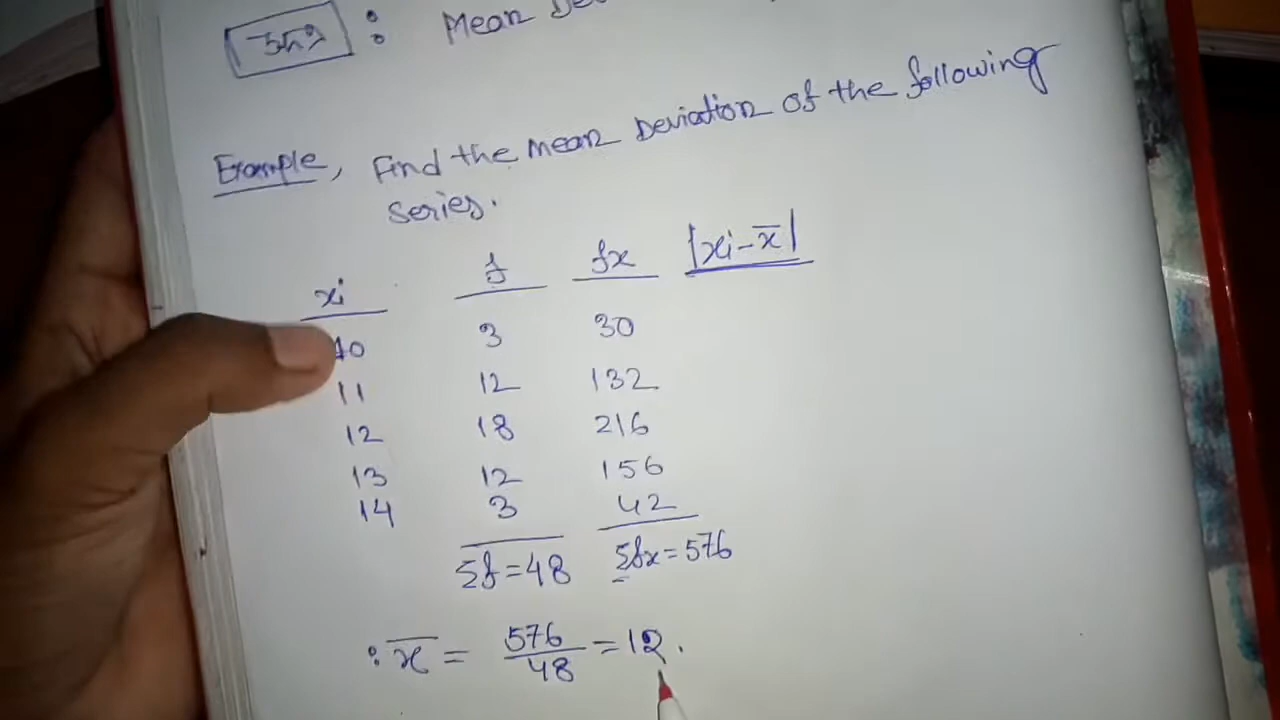 : Mean
Example, Find the mean Deviation of the following
series.
xi f fx |xi-x̅|
10 3 30
11 12 132
12 18 216
13 12 156
14 3 42
Σf=48 Σfx=576
: x̅ = 576/48 = 12.